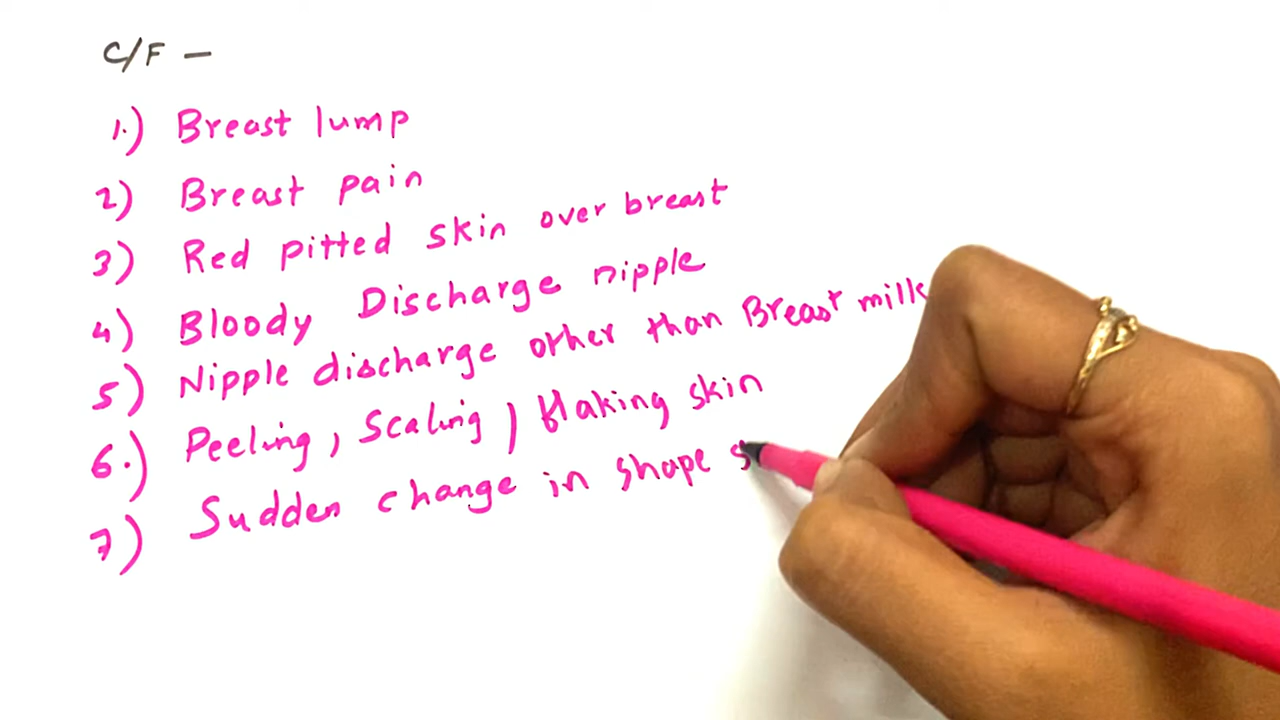 C/F –
1.) Breast lump
2) Breast pain
3) Red pitted skin over breast
4) Bloody Discharge nipple
5) Nipple discharge other than Breast milk
6.) Peeling, Scaling, flaking skin
7) Sudden change in shape s